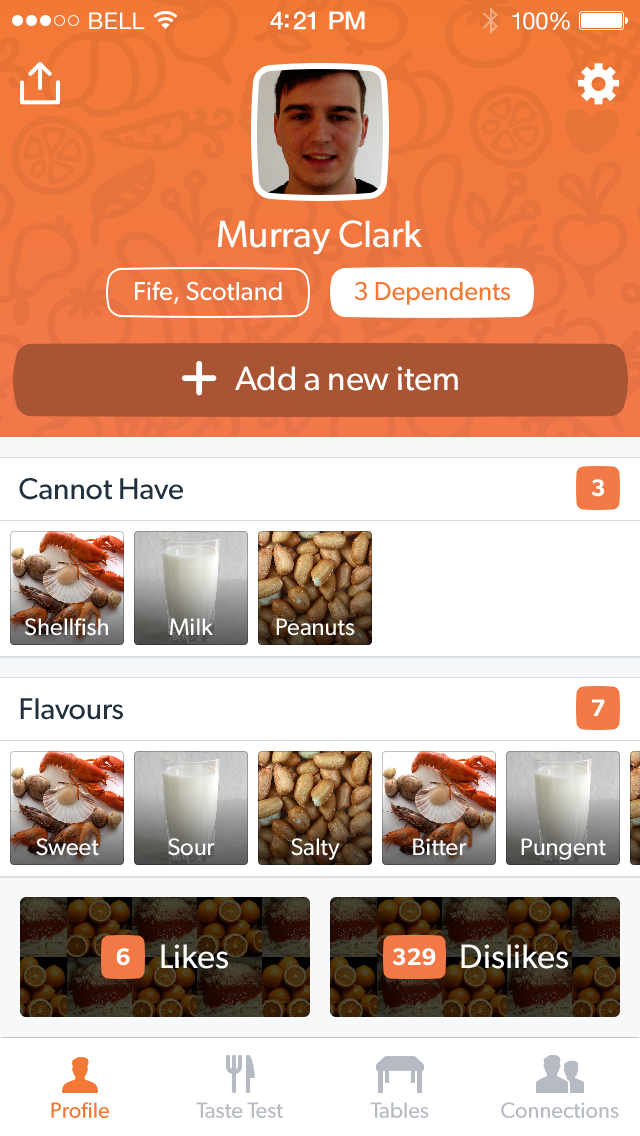 BELL 4:21 PM 100%
Murray Clark
Fife, Scotland 3 Dependents
Add a new item
Cannot Have 3
Shellfish Milk Peanuts
Flavours 7
Sweet Sour Salty Bitter Pungent
6 Likes 329 Dislikes
Profile Taste Test Tables Connections